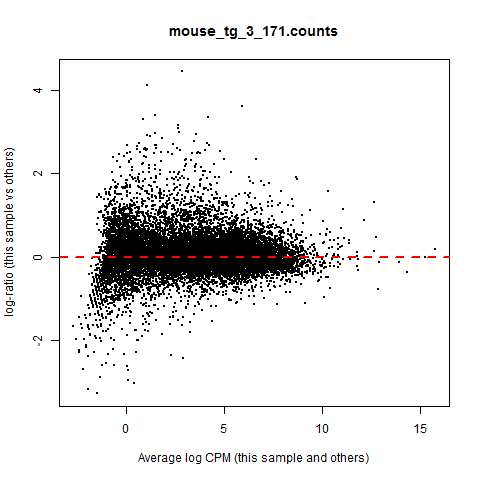 mouse_tg_3_171.counts
log-ratio (this sample vs others)
4
2
0
-2
0 5 10 15
Average log CPM (this sample and others)